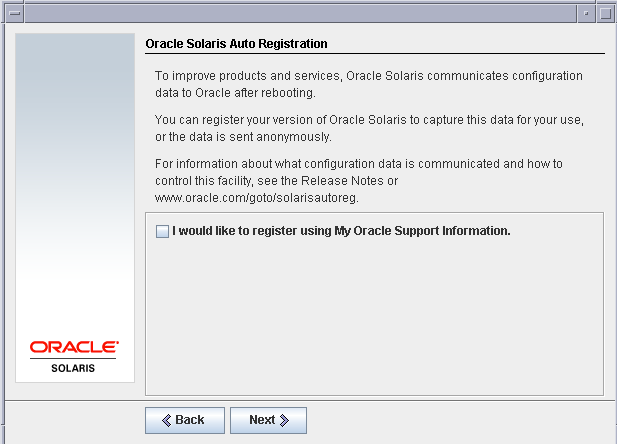 Oracle Solaris Auto Registration
To improve products and services, Oracle Solaris communicates configuration
data to Oracle after rebooting.
You can register your version of Oracle Solaris to capture this data for your use,
or the data is sent anonymously.
For information about what configuration data is communicated and how to
control this facility, see the Release Notes or
www.oracle.com/goto/solarisautoreg.
I would like to register using My Oracle Support Information.
ORACLE
SOLARIS
Back
Next